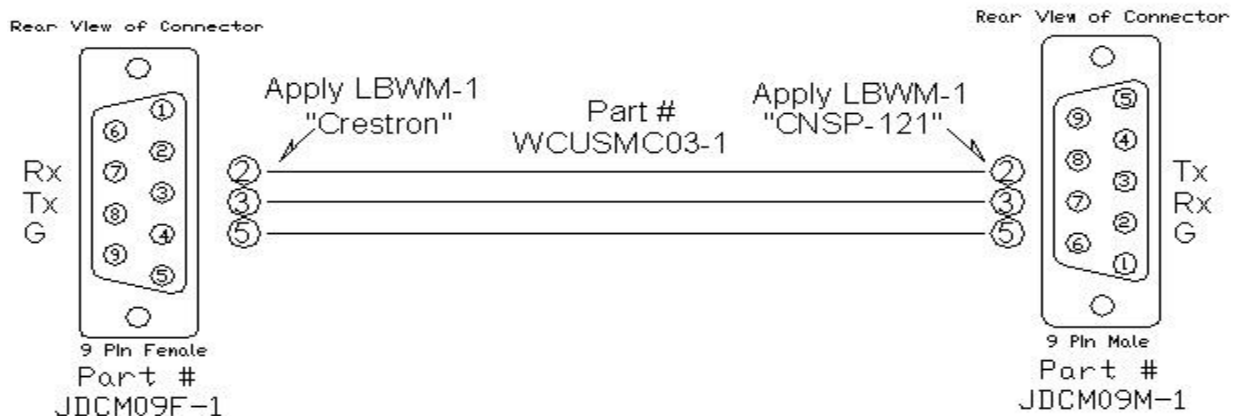 Rear View of Connector
Rear View of Connector
Apply LBWM-1
"Crestron"
Part #
WCUSMC03-1
Apply LBWM-1
"CNSP-121"
1
6
2
7
3
8
4
9
5
Rx
Tx
G
2
3
5
2
3
5
5
9
4
8
3
7
2
6
1
Tx
Rx
G
9 Pin Female
Part #
JDCM09F-1
9 Pin Male
Part #
JDCM09M-1